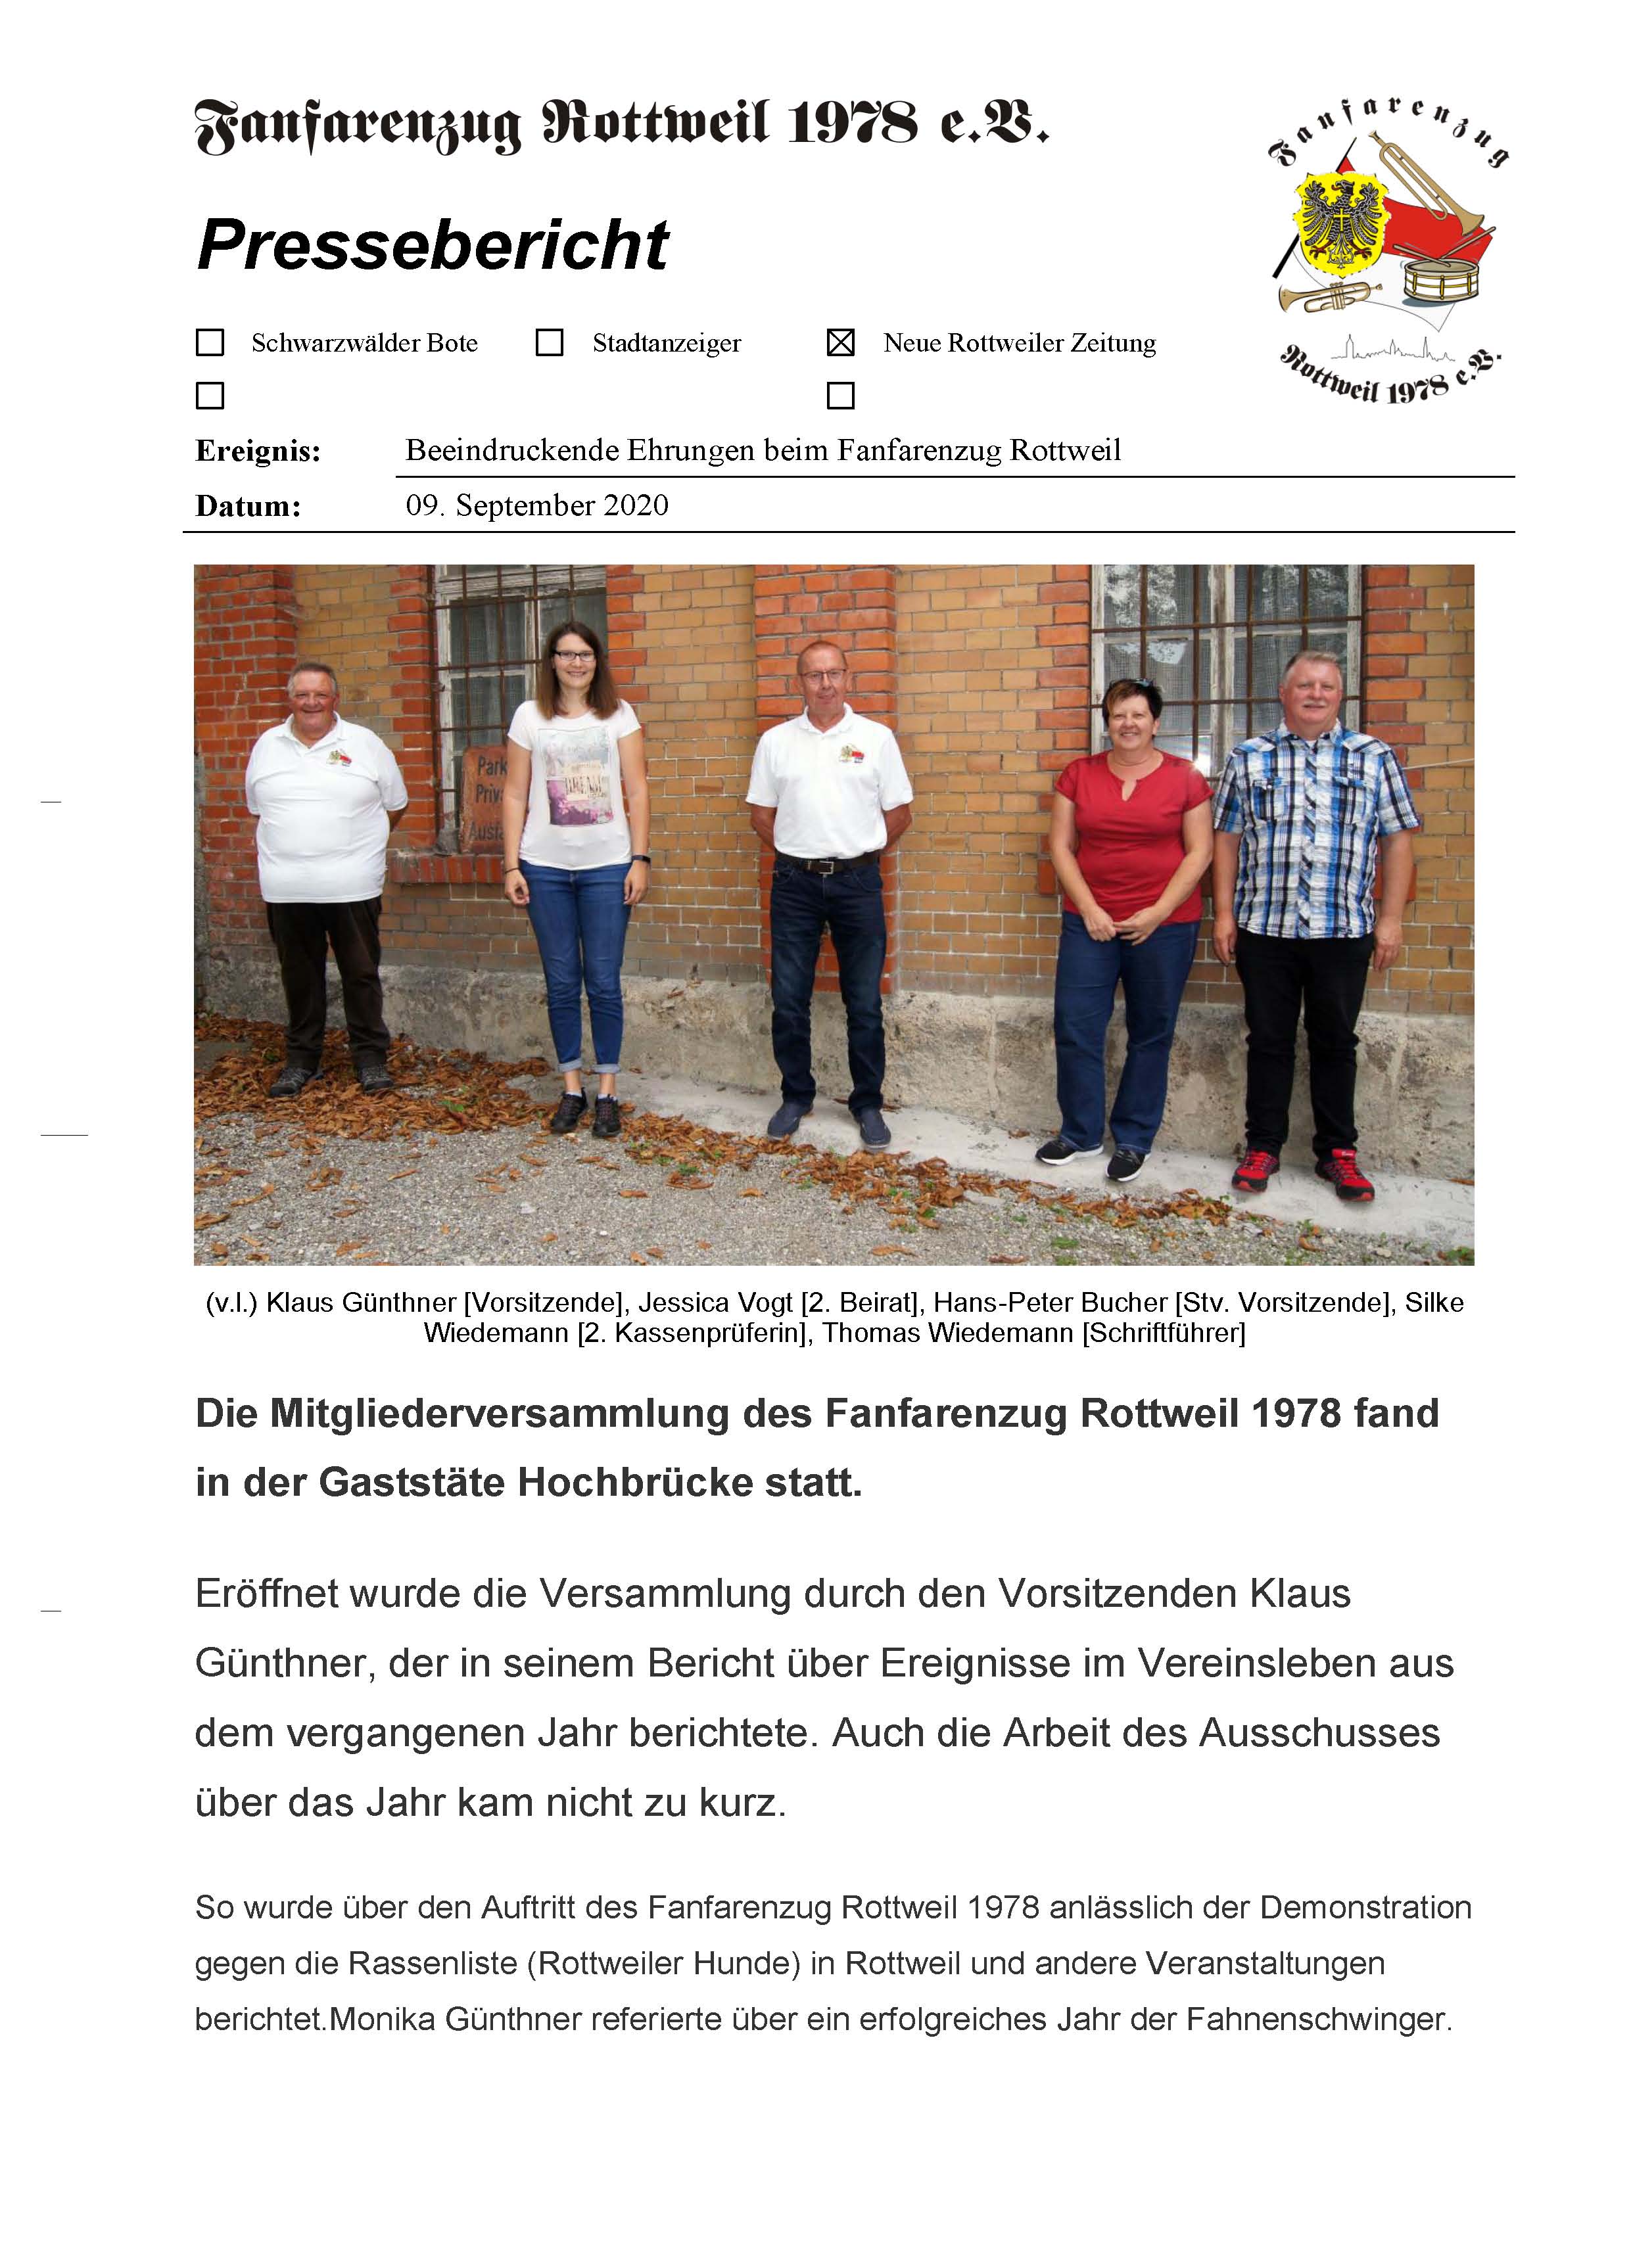 Fanfarenzug Rottweil 1978 e.V.
Fanfarenzug
Rottweil 1978 e.V.
Pressebericht
Schwarzwälder Bote
Stadtanzeiger
Neue Rottweiler Zeitung
Ereignis: Beeindruckende Ehrungen beim Fanfarenzug Rottweil
Datum: 09. September 2020
Park
Priv
Ausfa
(v.l.) Klaus Günthner [Vorsitzende], Jessica Vogt [2. Beirat], Hans-Peter Bucher [Stv. Vorsitzende], Silke
Wiedemann [2. Kassenprüferin], Thomas Wiedemann [Schriftführer]
Die Mitgliederversammlung des Fanfarenzug Rottweil 1978 fand
in der Gaststäte Hochbrücke statt.
Eröffnet wurde die Versammlung durch den Vorsitzenden Klaus
Günthner, der in seinem Bericht über Ereignisse im Vereinsleben aus
dem vergangenen Jahr berichtete. Auch die Arbeit des Ausschusses
über das Jahr kam nicht zu kurz.
So wurde über den Auftritt des Fanfarenzug Rottweil 1978 anlässlich der Demonstration
gegen die Rassenliste (Rottweiler Hunde) in Rottweil und andere Veranstaltungen
berichtet.Monika Günthner referierte über ein erfolgreiches Jahr der Fahnenschwinger.